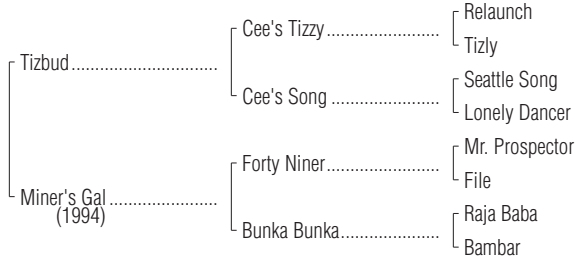 Relaunch
Cee's Tizzy
Tizly
Tizbud
Seattle Song
Cee's Song
Lonely Dancer
Mr. Prospector
Forty Niner
File
Miner's Gal
(1994)
Raja Baba
Bunka Bunka
Bambar